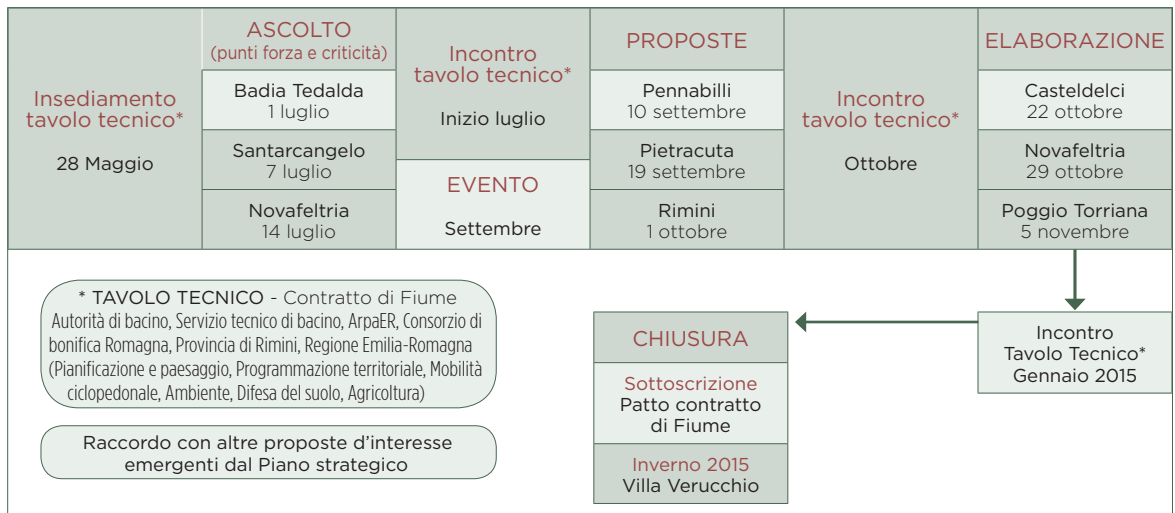 Insediamento
tavolo tecnico*
28 Maggio
ASCOLTO
(punti forza e criticità)
Badia Tedalda
1 luglio
Santarcangelo
7 luglio
Novafeltria
14 luglio
Incontro
tavolo tecnico*
Inizio luglio
EVENTO
Settembre
PROPOSTE
Pennabilli
10 settembre
Pietracuta
19 settembre
Rimini
1 ottobre
Incontro
tavolo tecnico*
Ottobre
ELABORAZIONE
Casteldelci
22 ottobre
Novafeltria
29 ottobre
Poggio Torriana
5 novembre
Incontro
Tavolo Tecnico*
Gennaio 2015
CHIUSURA
Sottoscrizione
Patto contratto
di Fiume
Inverno 2015
Villa Verucchio
* TAVOLO TECNICO - Contratto di Fiume
Autorità di bacino, Servizio tecnico di bacino, ArpaER, Consorzio di
bonifica Romagna, Provincia di Rimini, Regione Emilia-Romagna
(Pianificazione e paesaggio, Programmazione territoriale, Mobilità
ciclopedonale, Ambiente, Difesa del suolo, Agricoltura)
Raccordo con altre proposte d'interesse
emergenti dal Piano strategico